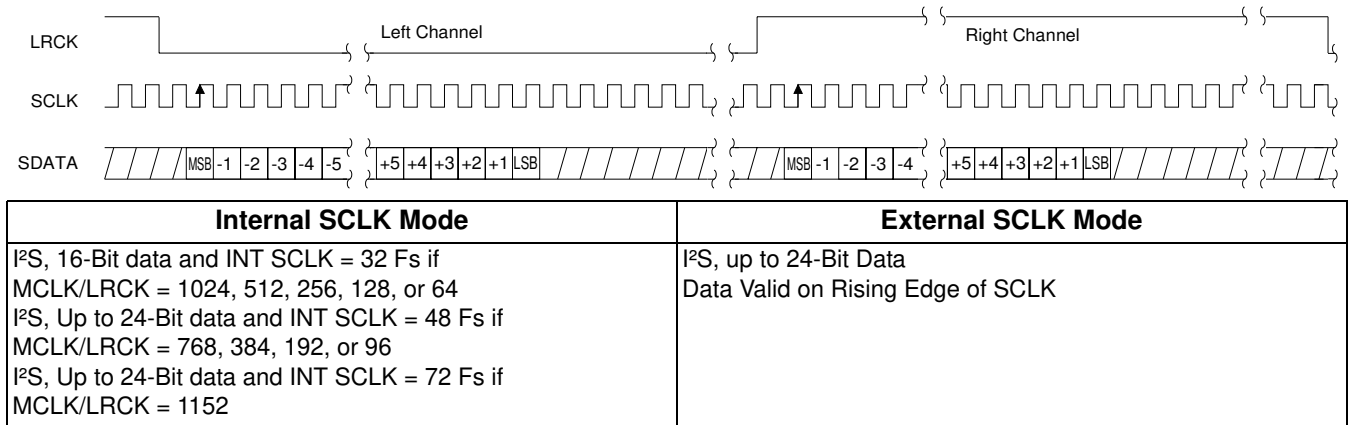 LRCK
Left Channel
Right Channel
SCLK
SDATA
MSB -1 -2 -3 -4 -5 +5 +4 +3 +2 +1 LSB MSB -1 -2 -3 -4 +5 +4 +3 +2 +1 LSB
Internal SCLK Mode
External SCLK Mode
I²S, 16-Bit data and INT SCLK = 32 Fs if
MCLK/LRCK = 1024, 512, 256, 128, or 64
I²S, Up to 24-Bit data and INT SCLK = 48 Fs if
MCLK/LRCK = 768, 384, 192, or 96
I²S, Up to 24-Bit data and INT SCLK = 72 Fs if
MCLK/LRCK = 1152
I²S, up to 24-Bit Data
Data Valid on Rising Edge of SCLK